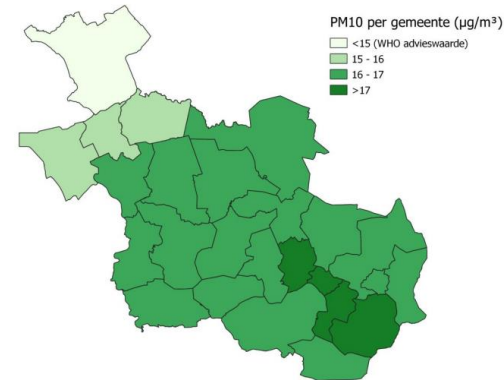 PM10 per gemeente (µg/m³)
<15 (WHO advieswaarde)
15 - 16
16 - 17
>17